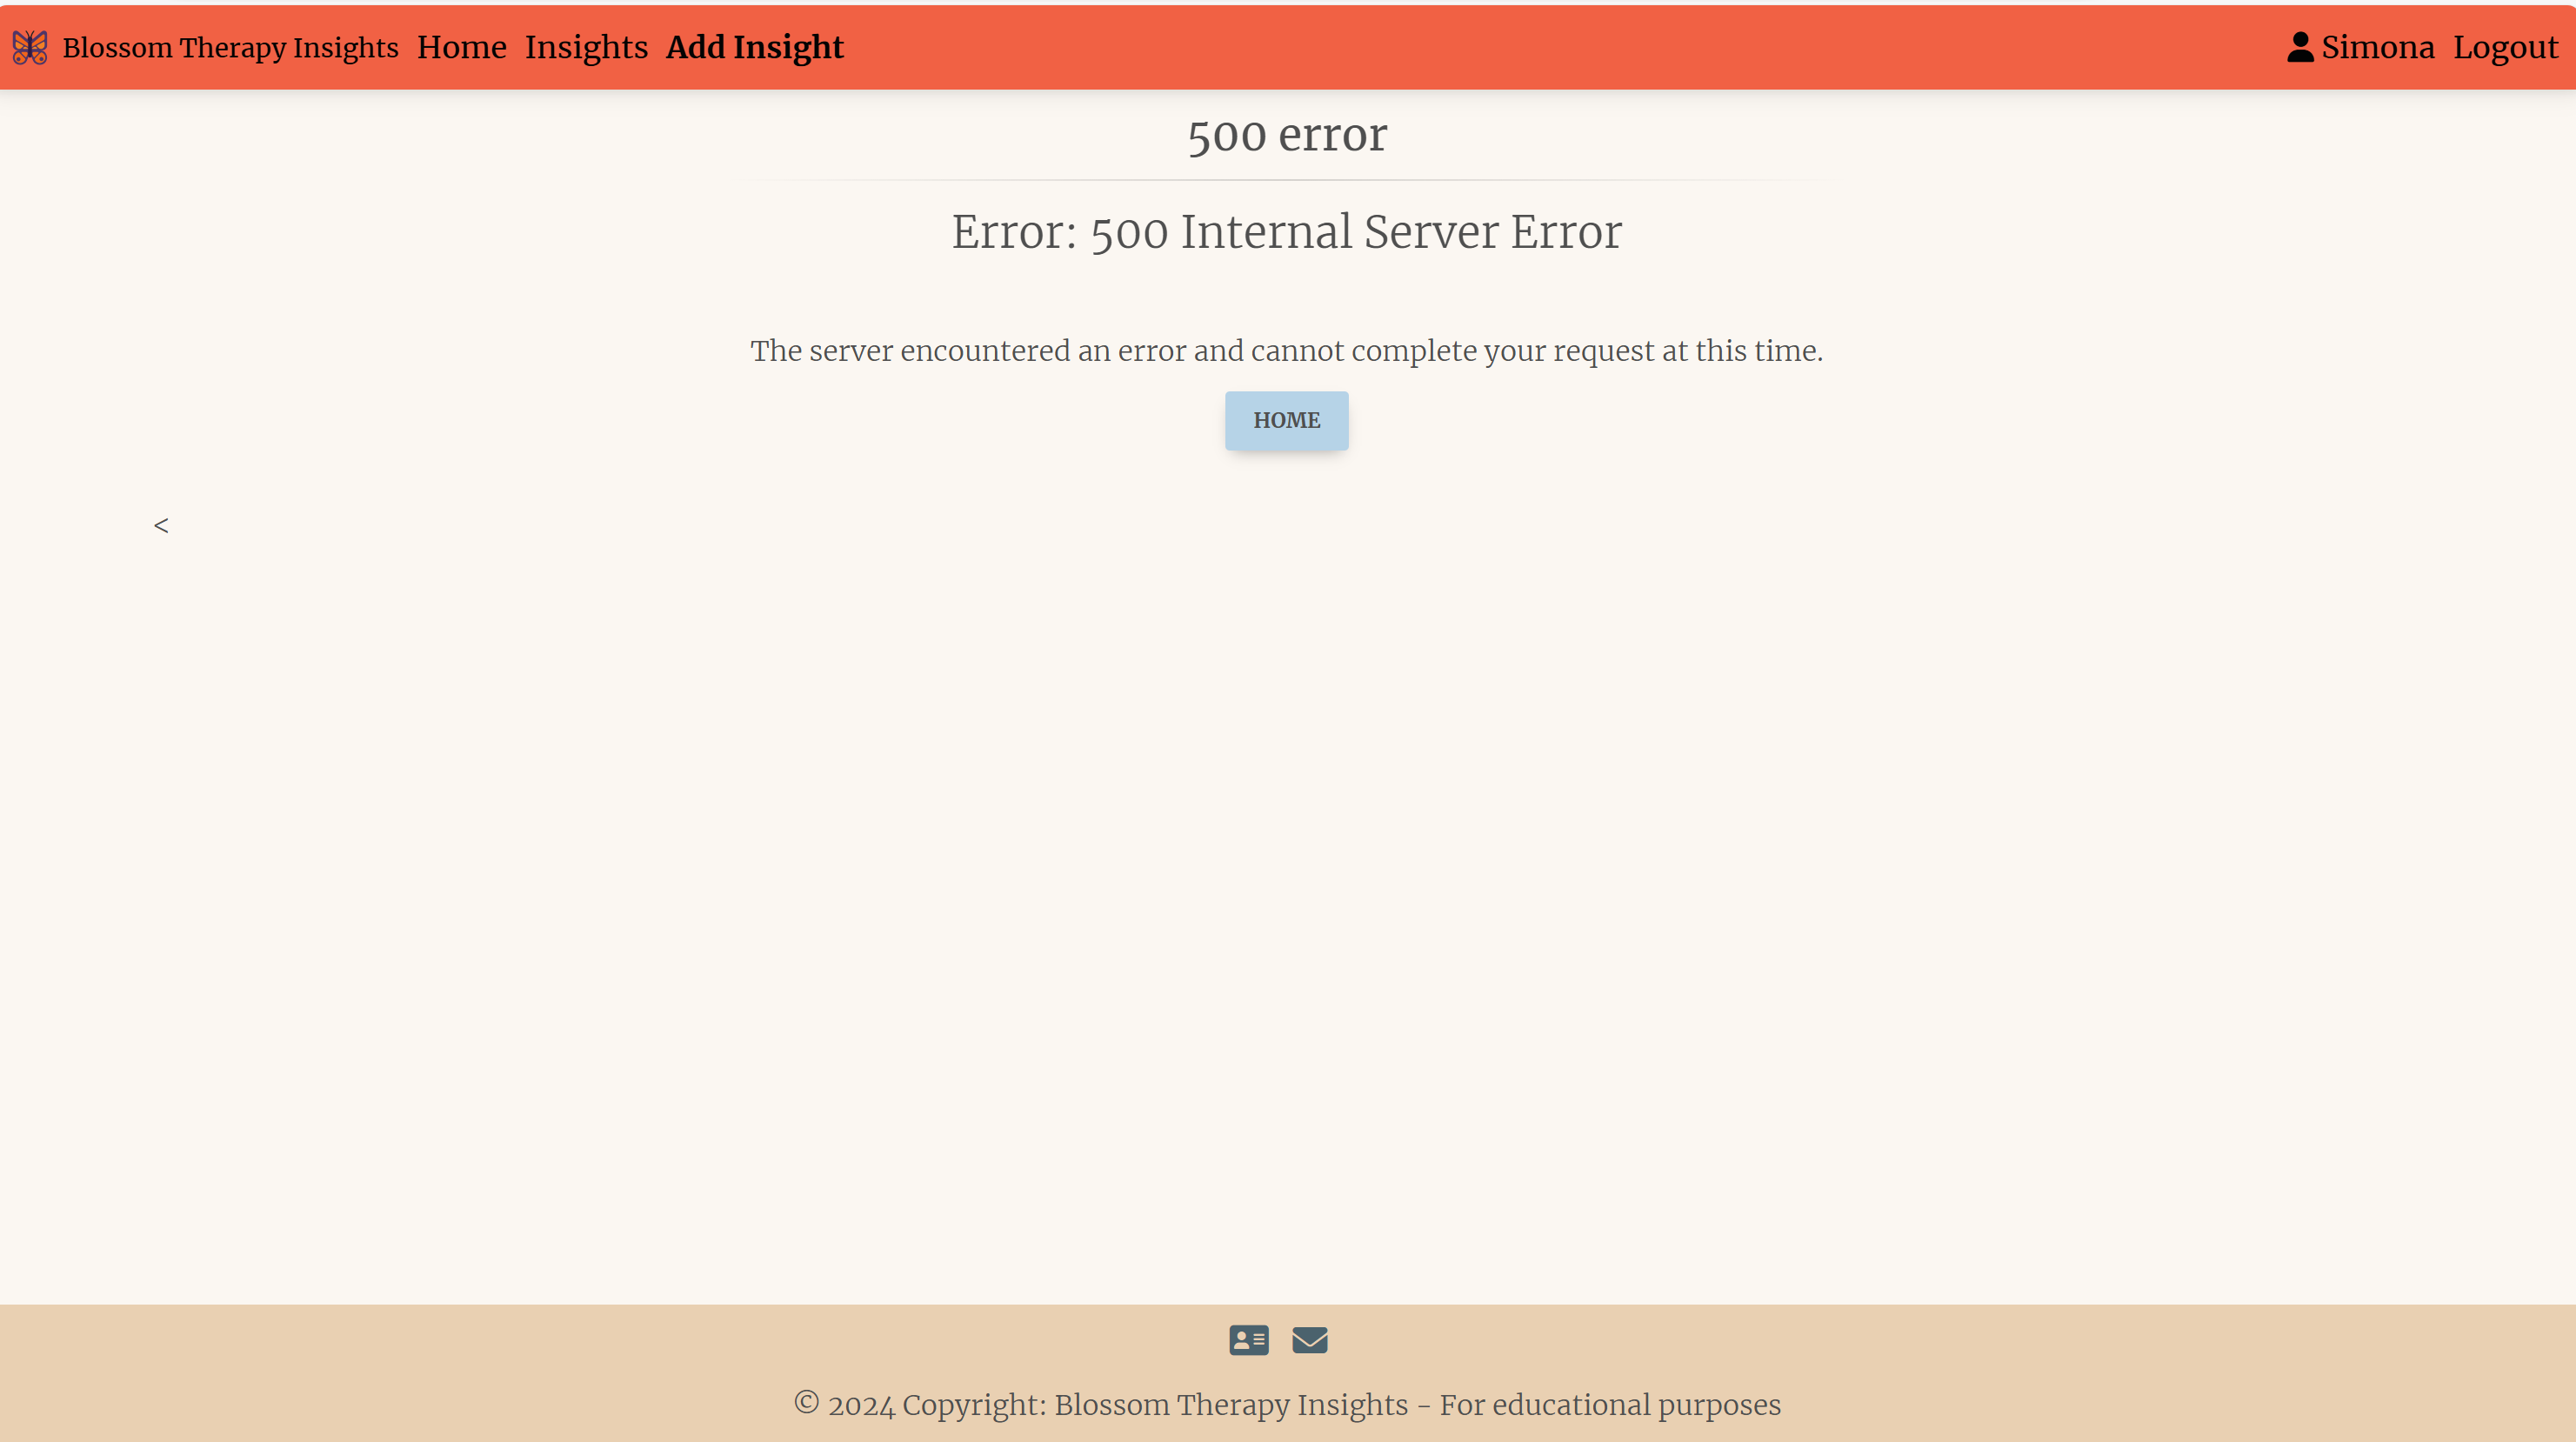 Blossom Therapy Insights Home Insights Add Insight Simona Logout
500 error
Error: 500 Internal Server Error
The server encountered an error and cannot complete your request at this time.
HOME
<
© 2024 Copyright: Blossom Therapy Insights - For educational purposes